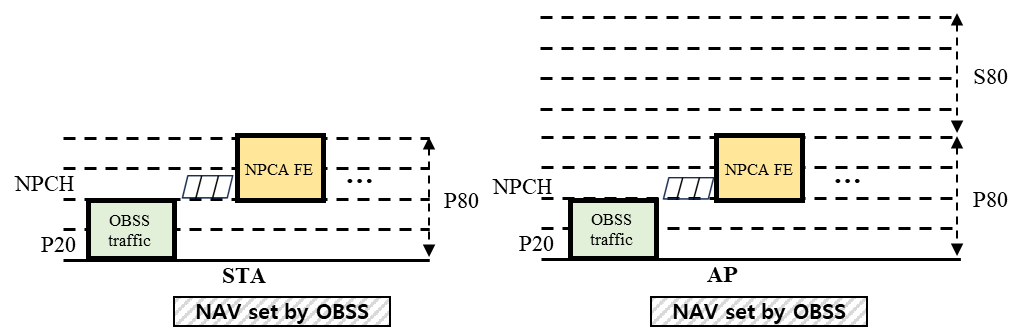 NPCA FE
...
NPCH
P80
OBSS
traffic
P20
STA
NAV set by OBSS
S80
NPCA FE
...
NPCH
P80
OBSS
traffic
P20
AP
NAV set by OBSS